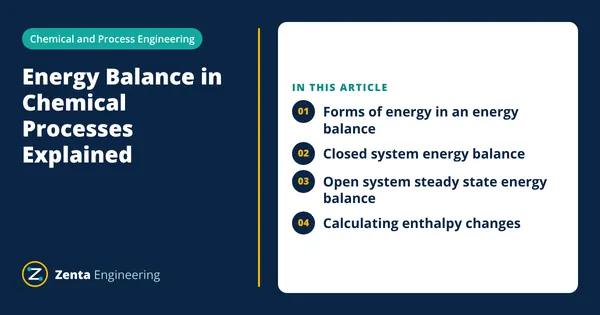 Chemical and Process Engineering
Energy Balance in
Chemical
Processes
Explained
Zenta Engineering
IN THIS ARTICLE
01 Forms of energy in an energy
balance
02 Closed system energy balance
03 Open system steady state energy
balance
04 Calculating enthalpy changes